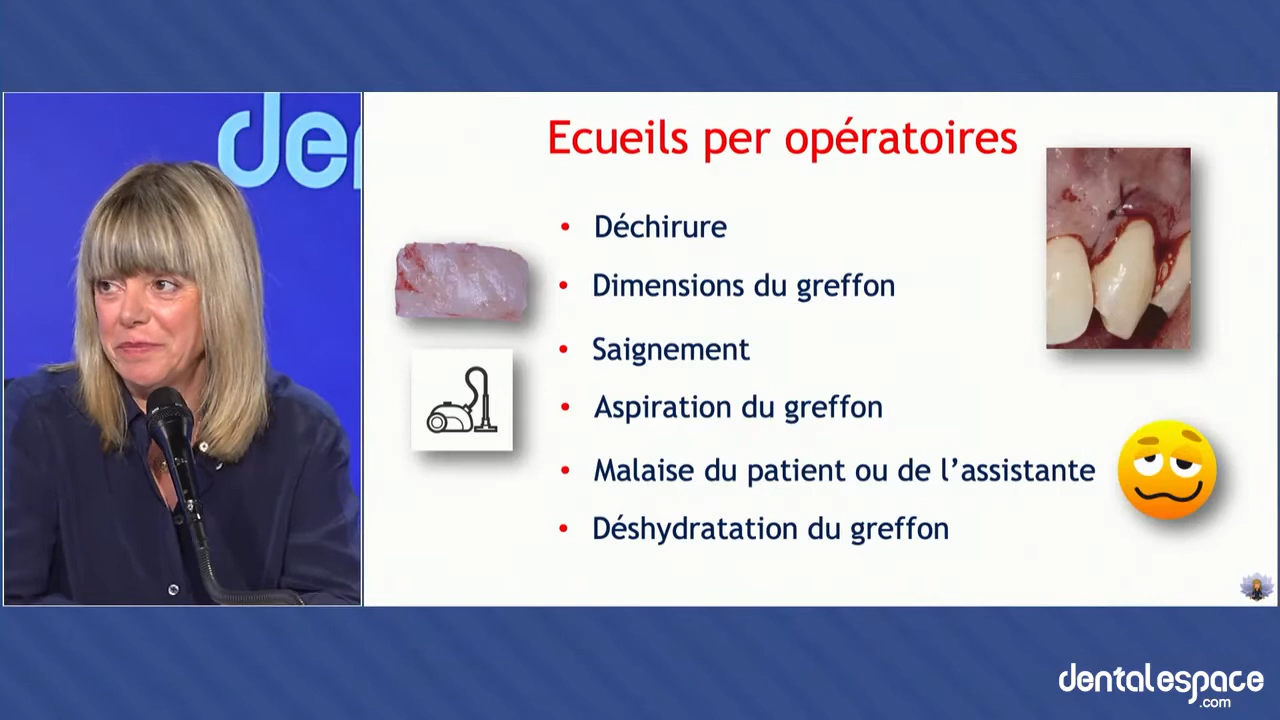 de
Ecueils per opératoires
• Déchirure
• Dimensions du greffon
• Saignement
• Aspiration du greffon
• Malaise du patient ou de l’assistante
• Déshydratation du greffon
dentalespace
.com